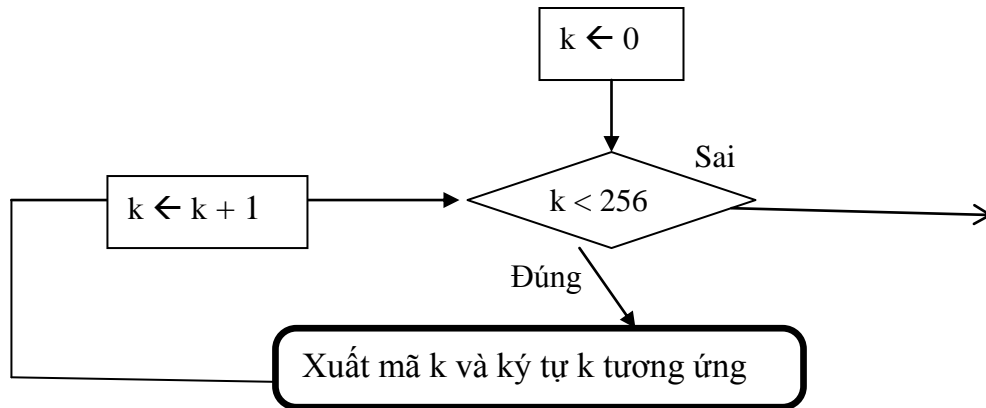 k ← 0
Sai
k ← k + 1
k < 256
Đúng
Xuất mã k và ký tự k tương ứng